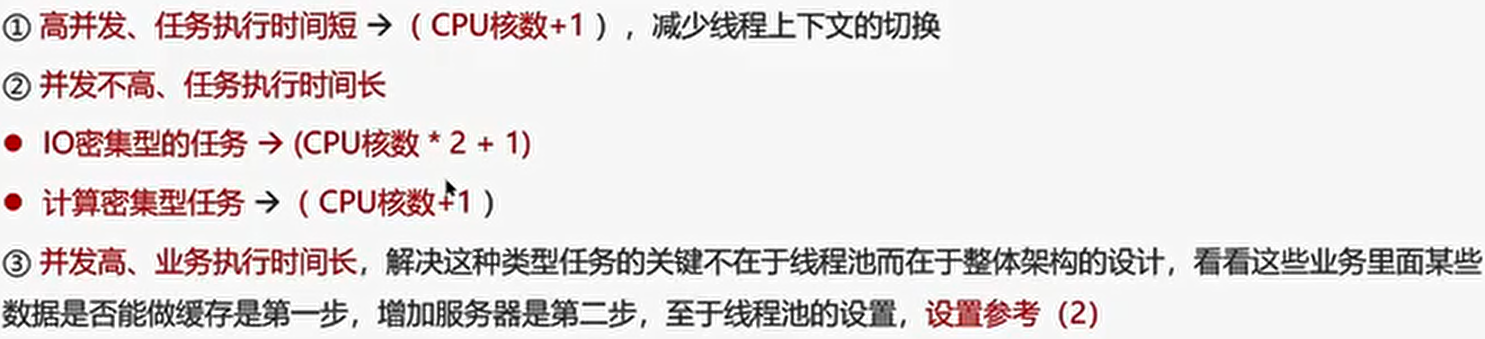 ① 高并发、任务执行时间短 → （ CPU核数+1 ），减少线程上下文的切换
② 并发不高、任务执行时间长
● IO密集型的任务 → (CPU核数 * 2 + 1)
● 计算密集型任务 → （ CPU核数+1 ）
③ 并发高、业务执行时间长，解决这种类型任务的关键不在于线程池而在于整体架构的设计，看看这些业务里面某些
数据是否能做缓存是第一步，增加服务器是第二步，至于线程池的设置，设置参考（2）